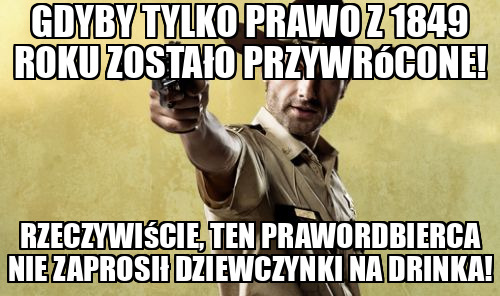 GDYBY TYLKO PRAWO Z 1849
ROKU ZOSTAłO PRZYWRóCONE!
RZECZYWIśCIE, TEN PRAWORDBIERCA
NIE ZAPROSIł DZIEWCZYNKI NA DRINKA!